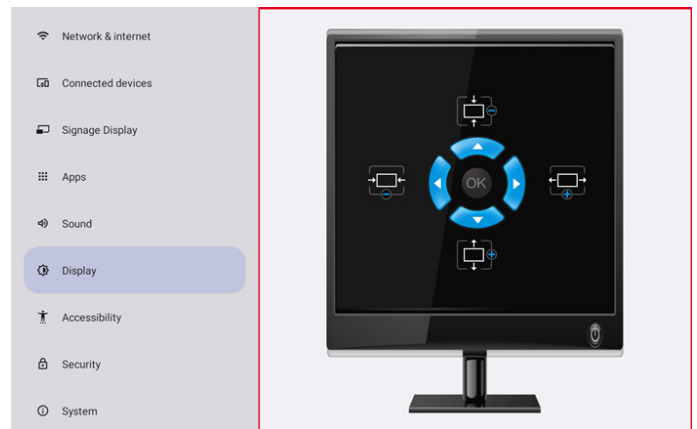 Network & internet
Connected devices
Signage Display
Apps
Sound
Display
Accessibility
Security
System
OK